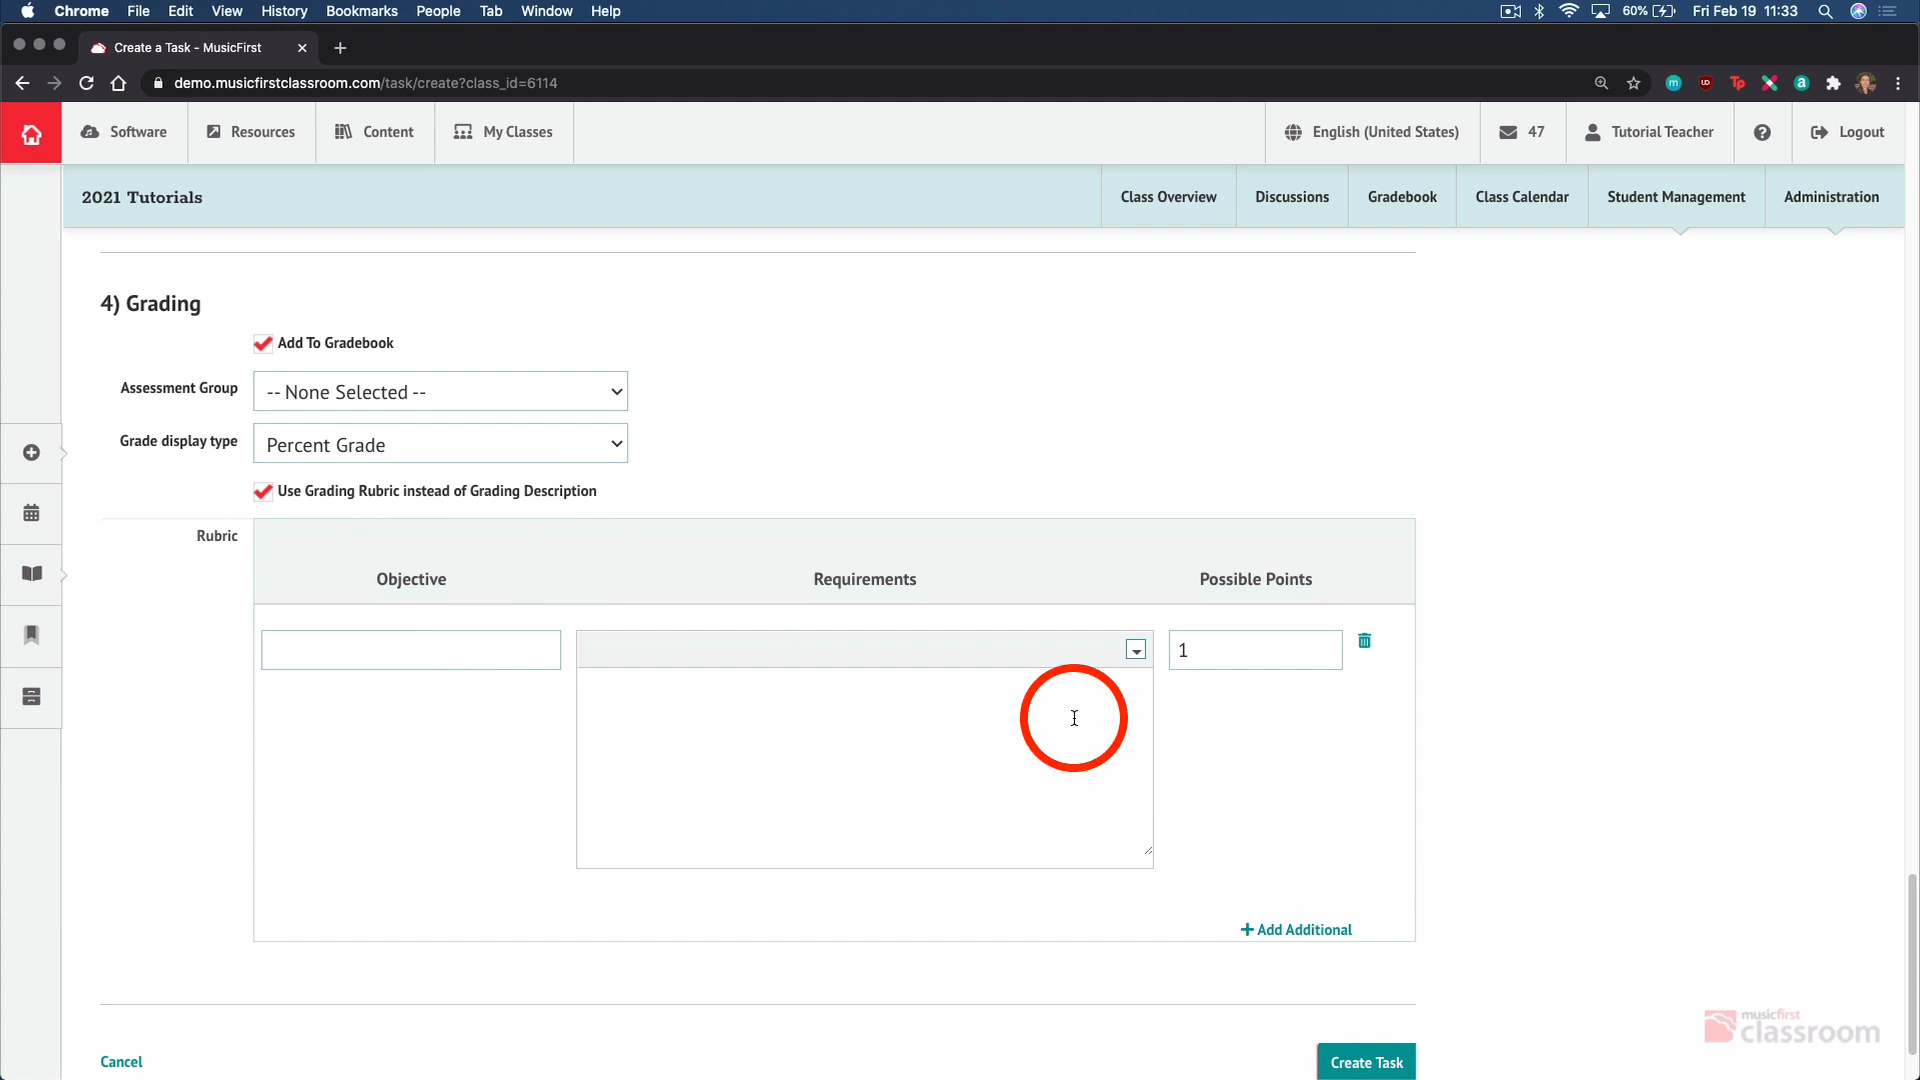 Chrome File Edit View History Bookmarks People Tab Window Help
60% Fri Feb 19 11:33
Create a Task - MusicFirst
demo.musicfirstclassroom.com/task/create?class_id=6114
m UD Tp a
Software Resources Content My Classes English (United States) 47 Tutorial Teacher ? Logout
2021 Tutorials Class Overview Discussions Gradebook Class Calendar Student Management Administration
4) Grading
Add To Gradebook
Assessment Group -- None Selected --
Grade display type Percent Grade
Use Grading Rubric instead of Grading Description
Rubric
Objective Requirements Possible Points
1
Add Additional
musicfirst
classroom
Cancel Create Task